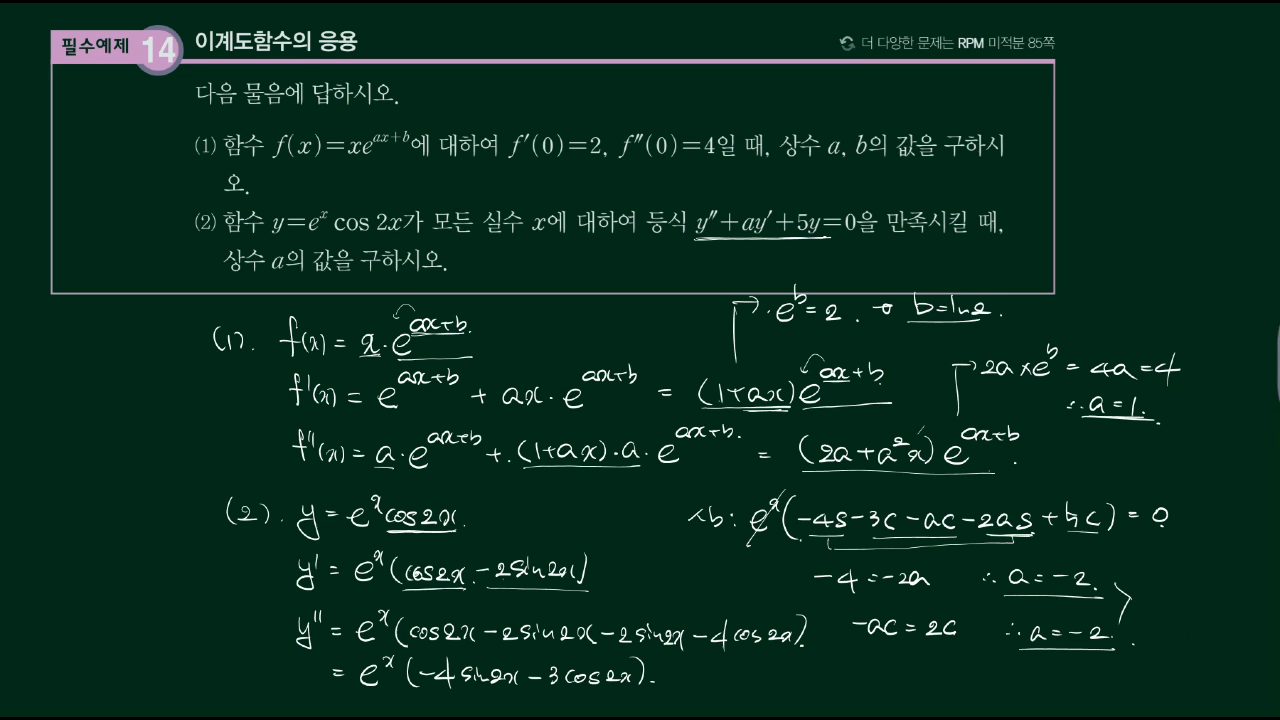 필수예제 14 이계도함수의 응용
더 다양한 문제는 RPM 미적분 85쪽
다음 물음에 답하시오.
(1) 함수 f(x)=xe^{ax+b}에 대하여 f′(0)=2, f″(0)=4일 때, 상수 a, b의 값을 구하시
오.
(2) 함수 y=e^x cos 2x가 모든 실수 x에 대하여 등식 y″+ay′+5y=0을 만족시킬 때,
상수 a의 값을 구하시오.
e^b = 2. → b=ln2.
(1). f(x) = x·e^{ax+b}.
f'(x) = e^{ax+b} + ax·e^{ax+b} = (1+ax)e^{ax+b}.
2a×e^b = 4a=4
∴ a=1.
f''(x) = a·e^{ax+b} + (1+ax)·a·e^{ax+b}. = (2a+a²x)e^{ax+b}.
(2). y = e^x cos2x.
y' = e^x(cos2x - 2sin2x)
y'' = e^x(cos2x - 2sin2x - 2sin2x - 4cos2x).
= e^x(-4sin2x - 3cos2x).
e^x(-4s - 3c - ac - 2as + 5c) = 0
-4 = -2a ∴ a = -2.
-ac = 2c ∴ a = -2.